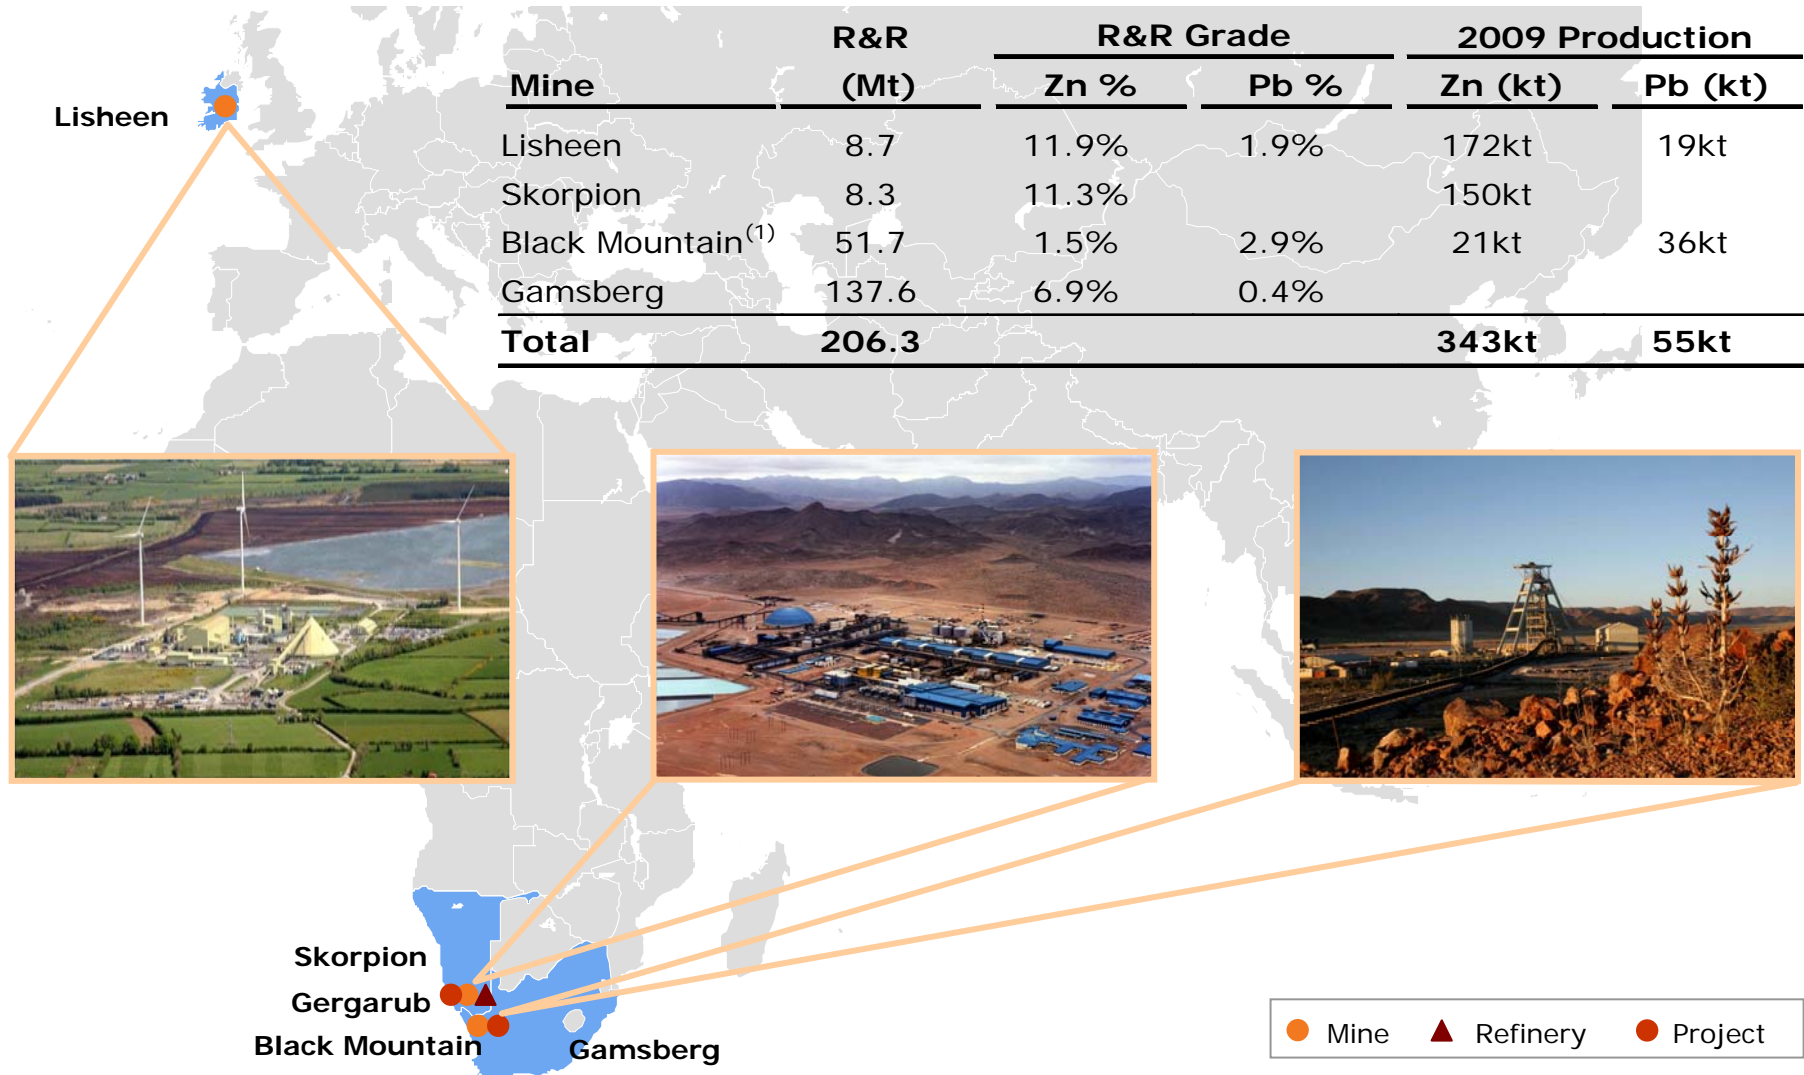 R&R R&R Grade 2009 Production
Mine (Mt) Zn % Pb % Zn (kt) Pb (kt)
Lisheen 8.7 11.9% 1.9% 172kt 19kt
Skorpion 8.3 11.3% 150kt
Black Mountain(1) 51.7 1.5% 2.9% 21kt 36kt
Gamsberg 137.6 6.9% 0.4%
Total 206.3 343kt 55kt
Lisheen
Skorpion
Gergarub
Black Mountain
Gamsberg
Mine Refinery Project